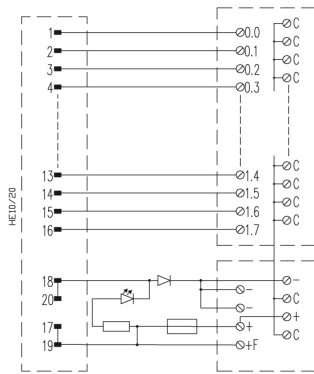 C
1 0.0
C
2 0.1
C
3 0.2
C
4 0.3
C
13 1.4
C
14 1.5
C
15 1.6
C
16 1.7
HE10/20
18 -
20 - C
- +
17 + C
19 +F